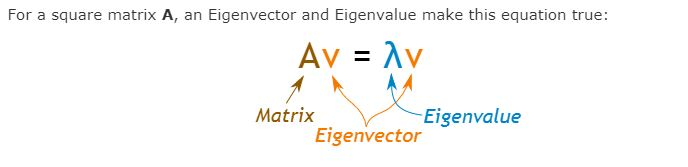 For a square matrix A, an Eigenvector and Eigenvalue make this equation true:
Av = λv
Matrix
Eigenvalue
Eigenvector